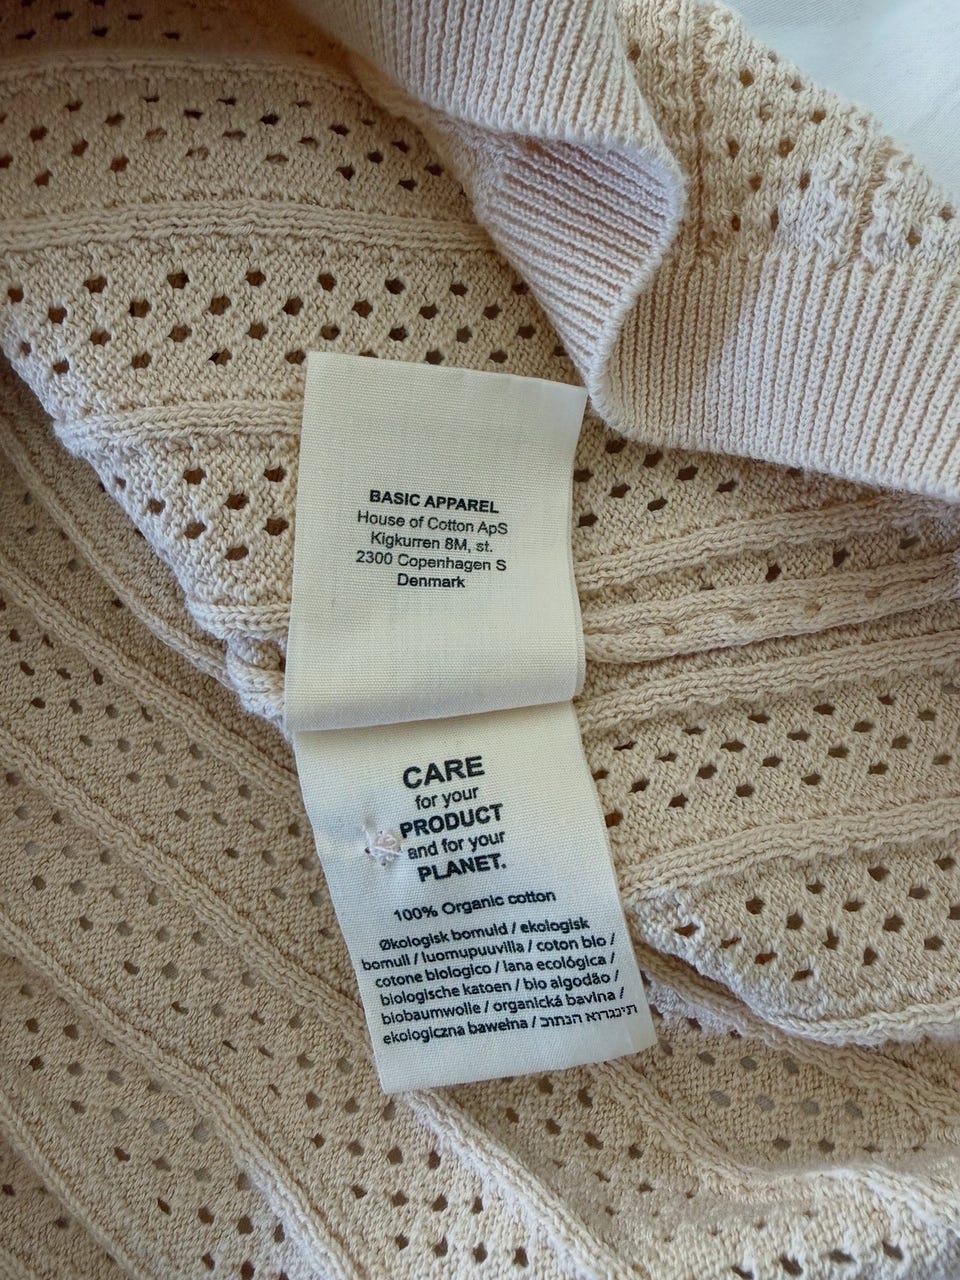 BASIC APPAREL
House of Cotton ApS
Kigkurren 8M, st.
2300 Copenhagen S
Denmark
CARE
for your
PRODUCT
and for your
PLANET.
100% Organic cotton
Økologisk bomuld / ekologisk
bomull / luomupuuvilla / coton bio /
cotone biologico / lana ecológica /
biologische katoen / bio algodão /
biobaumwolle / organická bavlna /
ekologiczna bawełna / תינגרוא הנתוכ